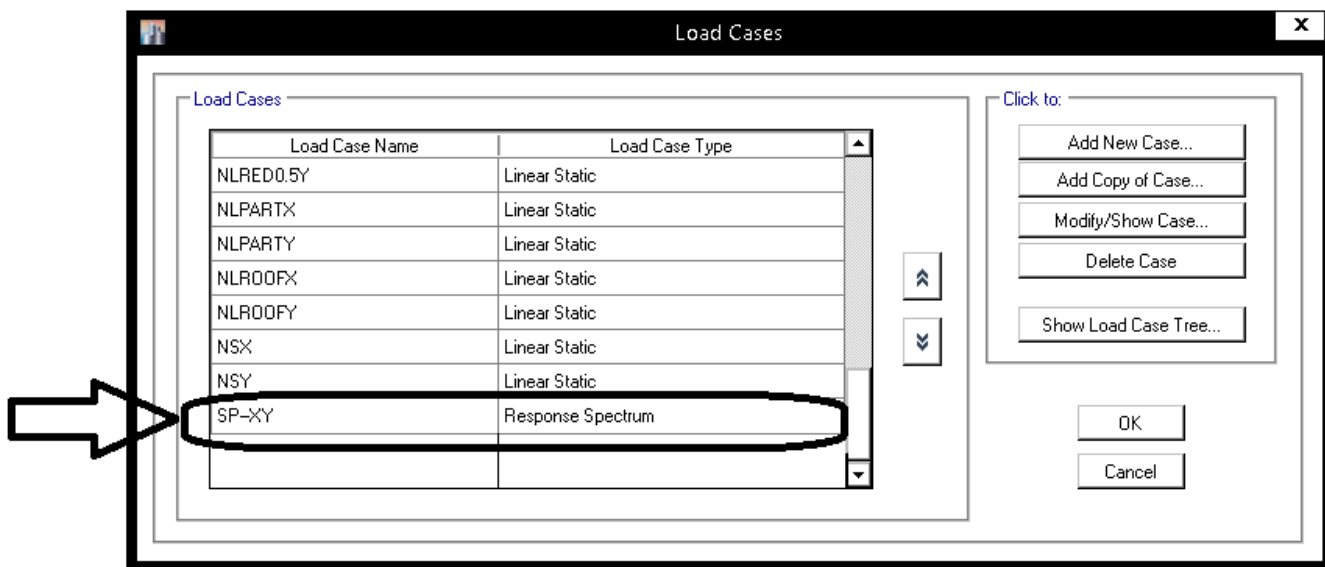 Load Cases
X
Load Cases
Load Case Name
Load Case Type
NLRED0.5Y
Linear Static
NLPARTX
Linear Static
NLPARTY
Linear Static
NLROOFX
Linear Static
NLROOFY
Linear Static
NSX
Linear Static
NSY
Linear Static
SP-XY
Response Spectrum
Click to:
Add New Case...
Add Copy of Case...
Modify/Show Case...
Delete Case
Show Load Case Tree...
OK
Cancel